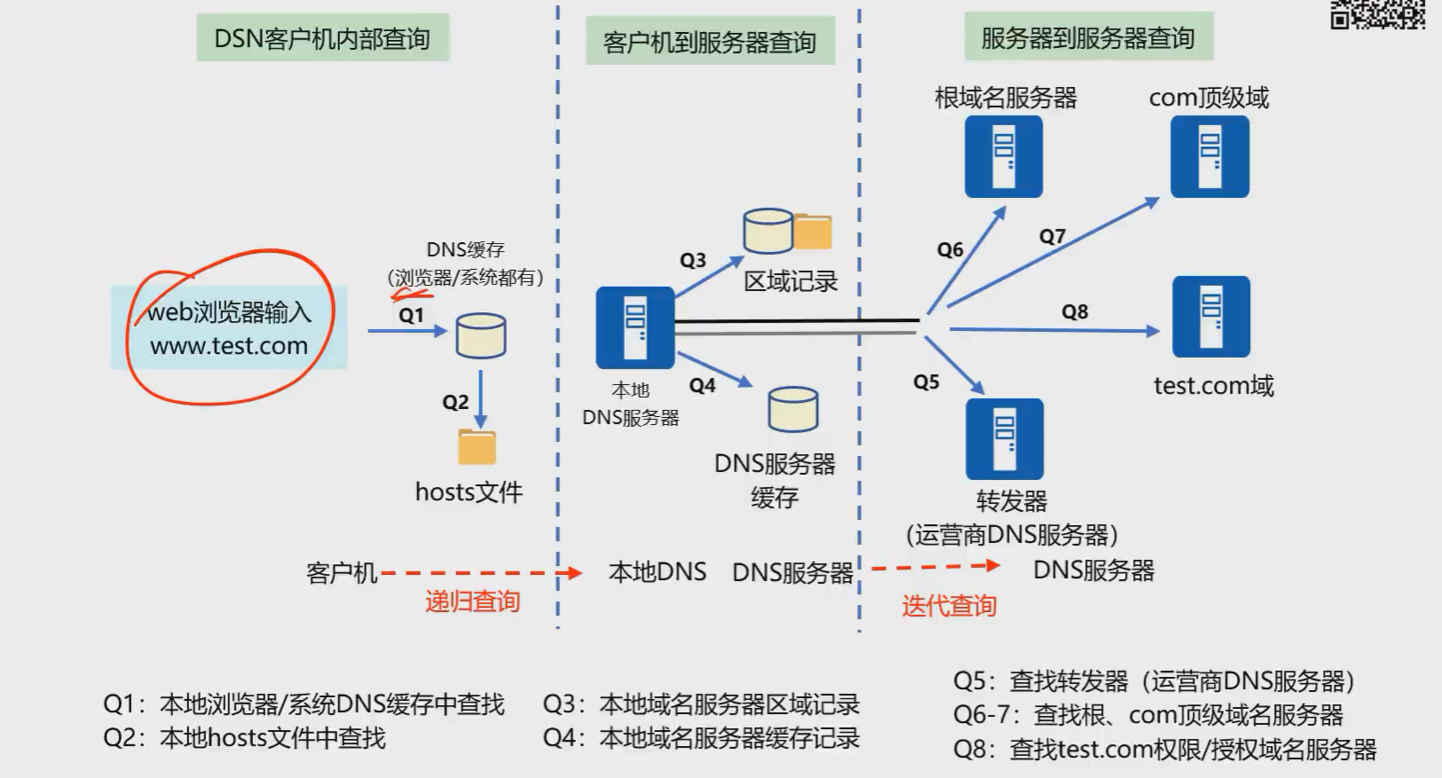 DSN客户机内部查询
客户机到服务器查询
服务器到服务器查询
根域名服务器
com顶级域
DNS缓存
（浏览器/系统都有）
Q1
web浏览器输入
www.test.com
Q2
hosts文件
Q3
区域记录
本地
DNS服务器
Q4
DNS服务器
缓存
Q6
Q7
Q8
test.com域
Q5
转发器
（运营商DNS服务器）
客户机
递归查询
本地DNS
DNS服务器
迭代查询
DNS服务器
Q1：本地浏览器/系统DNS缓存中查找
Q2：本地hosts文件中查找
Q3：本地域名服务器区域记录
Q4：本地域名服务器缓存记录
Q5：查找转发器（运营商DNS服务器）
Q6-7：查找根、com顶级域名服务器
Q8：查找test.com权限/授权域名服务器